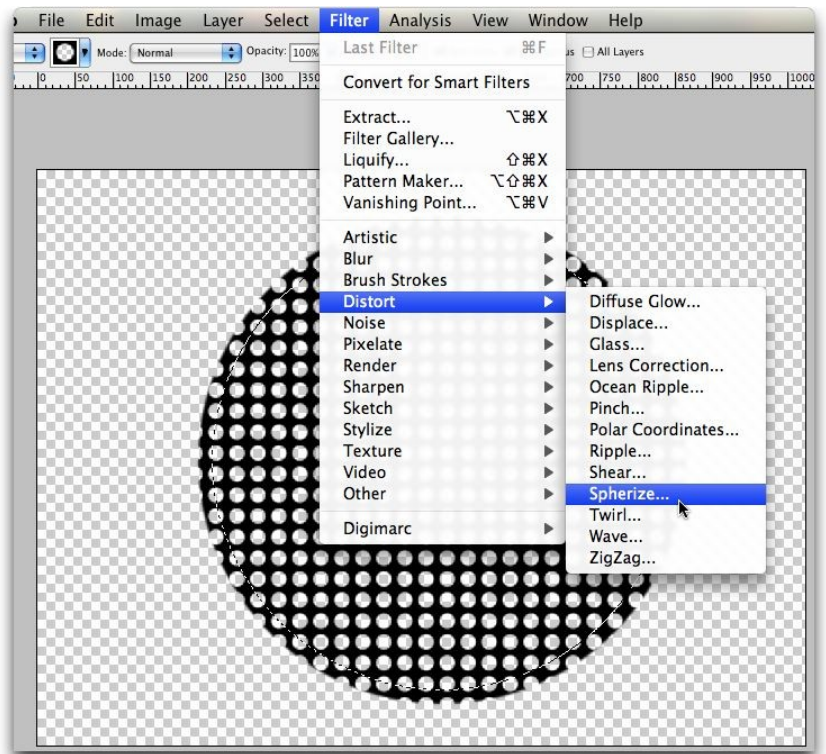 File Edit Image Layer Select Filter Analysis View Window Help
Mode: Normal Opacity: 100% All Layers
0 50 100 150 200 250 300 350 700 750 800 850 900 950 1000
Last Filter ⌘F
Convert for Smart Filters
Extract... ⌥⌘X
Filter Gallery...
Liquify... ⇧⌘X
Pattern Maker... ⌥⇧⌘X
Vanishing Point... ⌥⌘V
Artistic
Blur
Brush Strokes
Distort
Noise
Pixelate
Render
Sharpen
Sketch
Stylize
Texture
Video
Other
Digimarc
Diffuse Glow...
Displace...
Glass...
Lens Correction...
Ocean Ripple...
Pinch...
Polar Coordinates...
Ripple...
Shear...
Spherize...
Twirl...
Wave...
ZigZag...